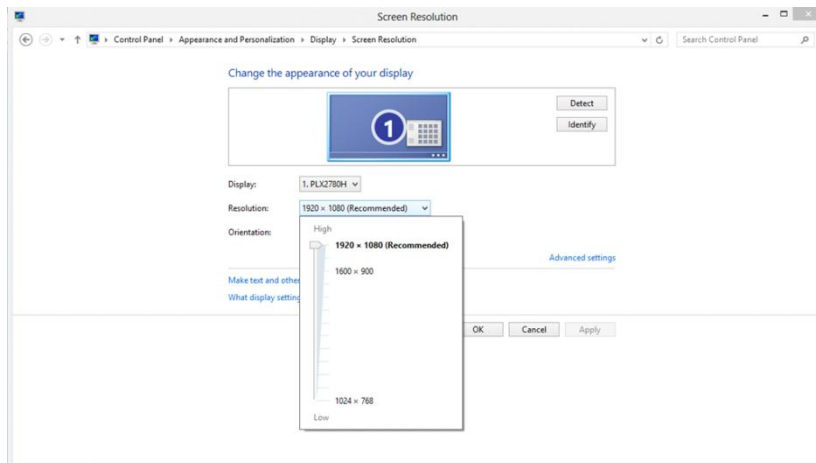 Screen Resolution
Control Panel Appearance and Personalization Display Screen Resolution
Search Control Panel
Change the appearance of your display
1
Detect
Identify
Display: 1. PLX2780H
Resolution: 1920 × 1080 (Recommended)
Orientation:
High
1920 × 1080 (Recommended)
1600 × 900
1024 × 768
Low
Advanced settings
Make text and other
What display setting
OK Cancel Apply